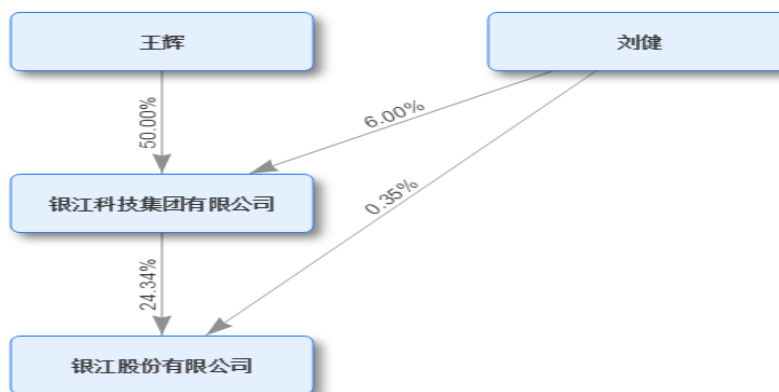 王辉
刘健
50.00%
6.00%
0.35%
银江科技集团有限公司
24.34%
银江股份有限公司